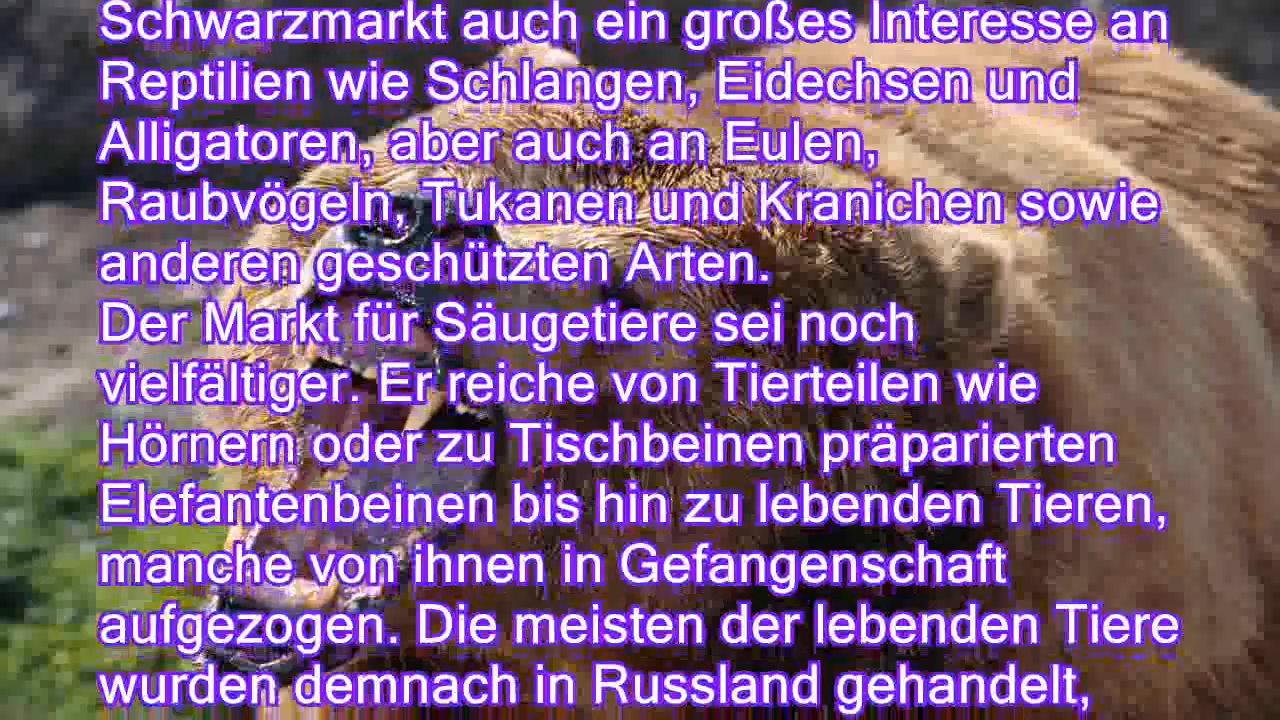 Schwarzmarkt auch ein großes Interesse an
Reptilien wie Schlangen, Eidechsen und
Alligatoren, aber auch an Eulen,
Raubvögeln, Tukanen und Kranichen sowie
anderen geschützten Arten.
Der Markt für Säugetiere sei noch
vielfältiger. Er reiche von Tierteilen wie
Hörnern oder zu Tischbeinen präparierten
Elefantenbeinen bis hin zu lebenden Tieren,
manche von ihnen in Gefangenschaft
aufgezogen. Die meisten der lebenden Tiere
wurden demnach in Russland gehandelt,